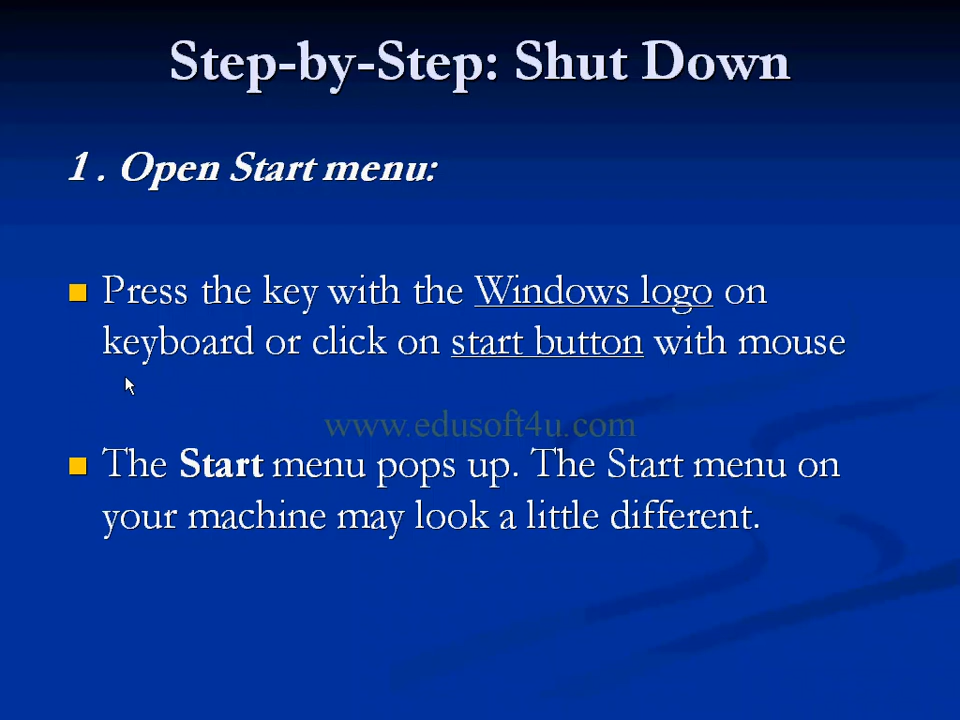 Step-by-Step: Shut Down
1 . Open Start menu:
Press the key with the Windows logo on
keyboard or click on start button with mouse
www.edusoft4u.com
The Start menu pops up. The Start menu on
your machine may look a little different.